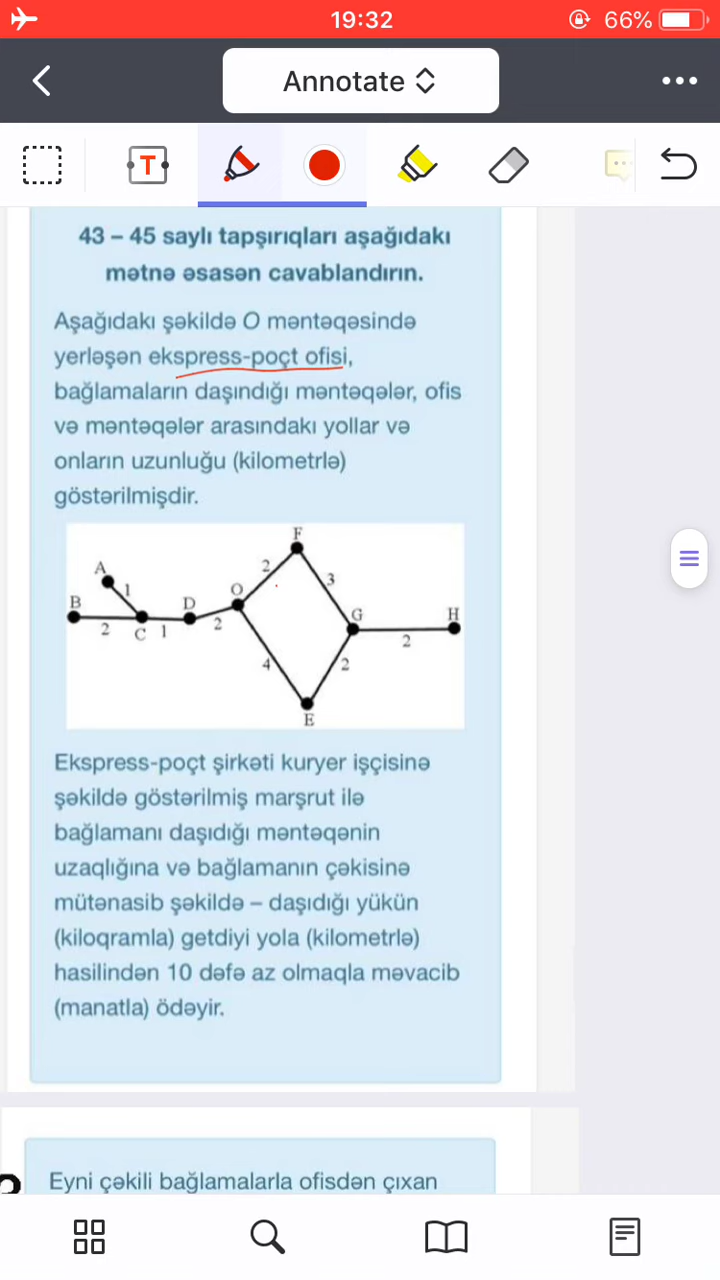 19:32
66%
Annotate
T
43 – 45 saylı tapşırıqları aşağıdakı
mətnə əsasən cavablandırın.
Aşağıdakı şəkildə O məntəqəsində
yerləşən ekspress-poçt ofisi,
bağlamaların daşındığı məntəqələr, ofis
və məntəqələr arasındakı yollar və
onların uzunluğu (kilometrlə)
göstərilmişdir.
F
A 2
1 3
B D O
G H
2 C 1 2
2
4 2
E
Ekspress-poçt şirkəti kuryer işçisinə
şəkildə göstərilmiş marşrut ilə
bağlamanı daşıdığı məntəqənin
uzaqlığına və bağlamanın çəkisinə
mütənasib şəkildə – daşıdığı yükün
(kiloqramla) getdiyi yola (kilometrlə)
hasilindən 10 dəfə az olmaqla məvacib
(manatla) ödəyir.
Eyni çəkili bağlamalarla ofisdən çıxan